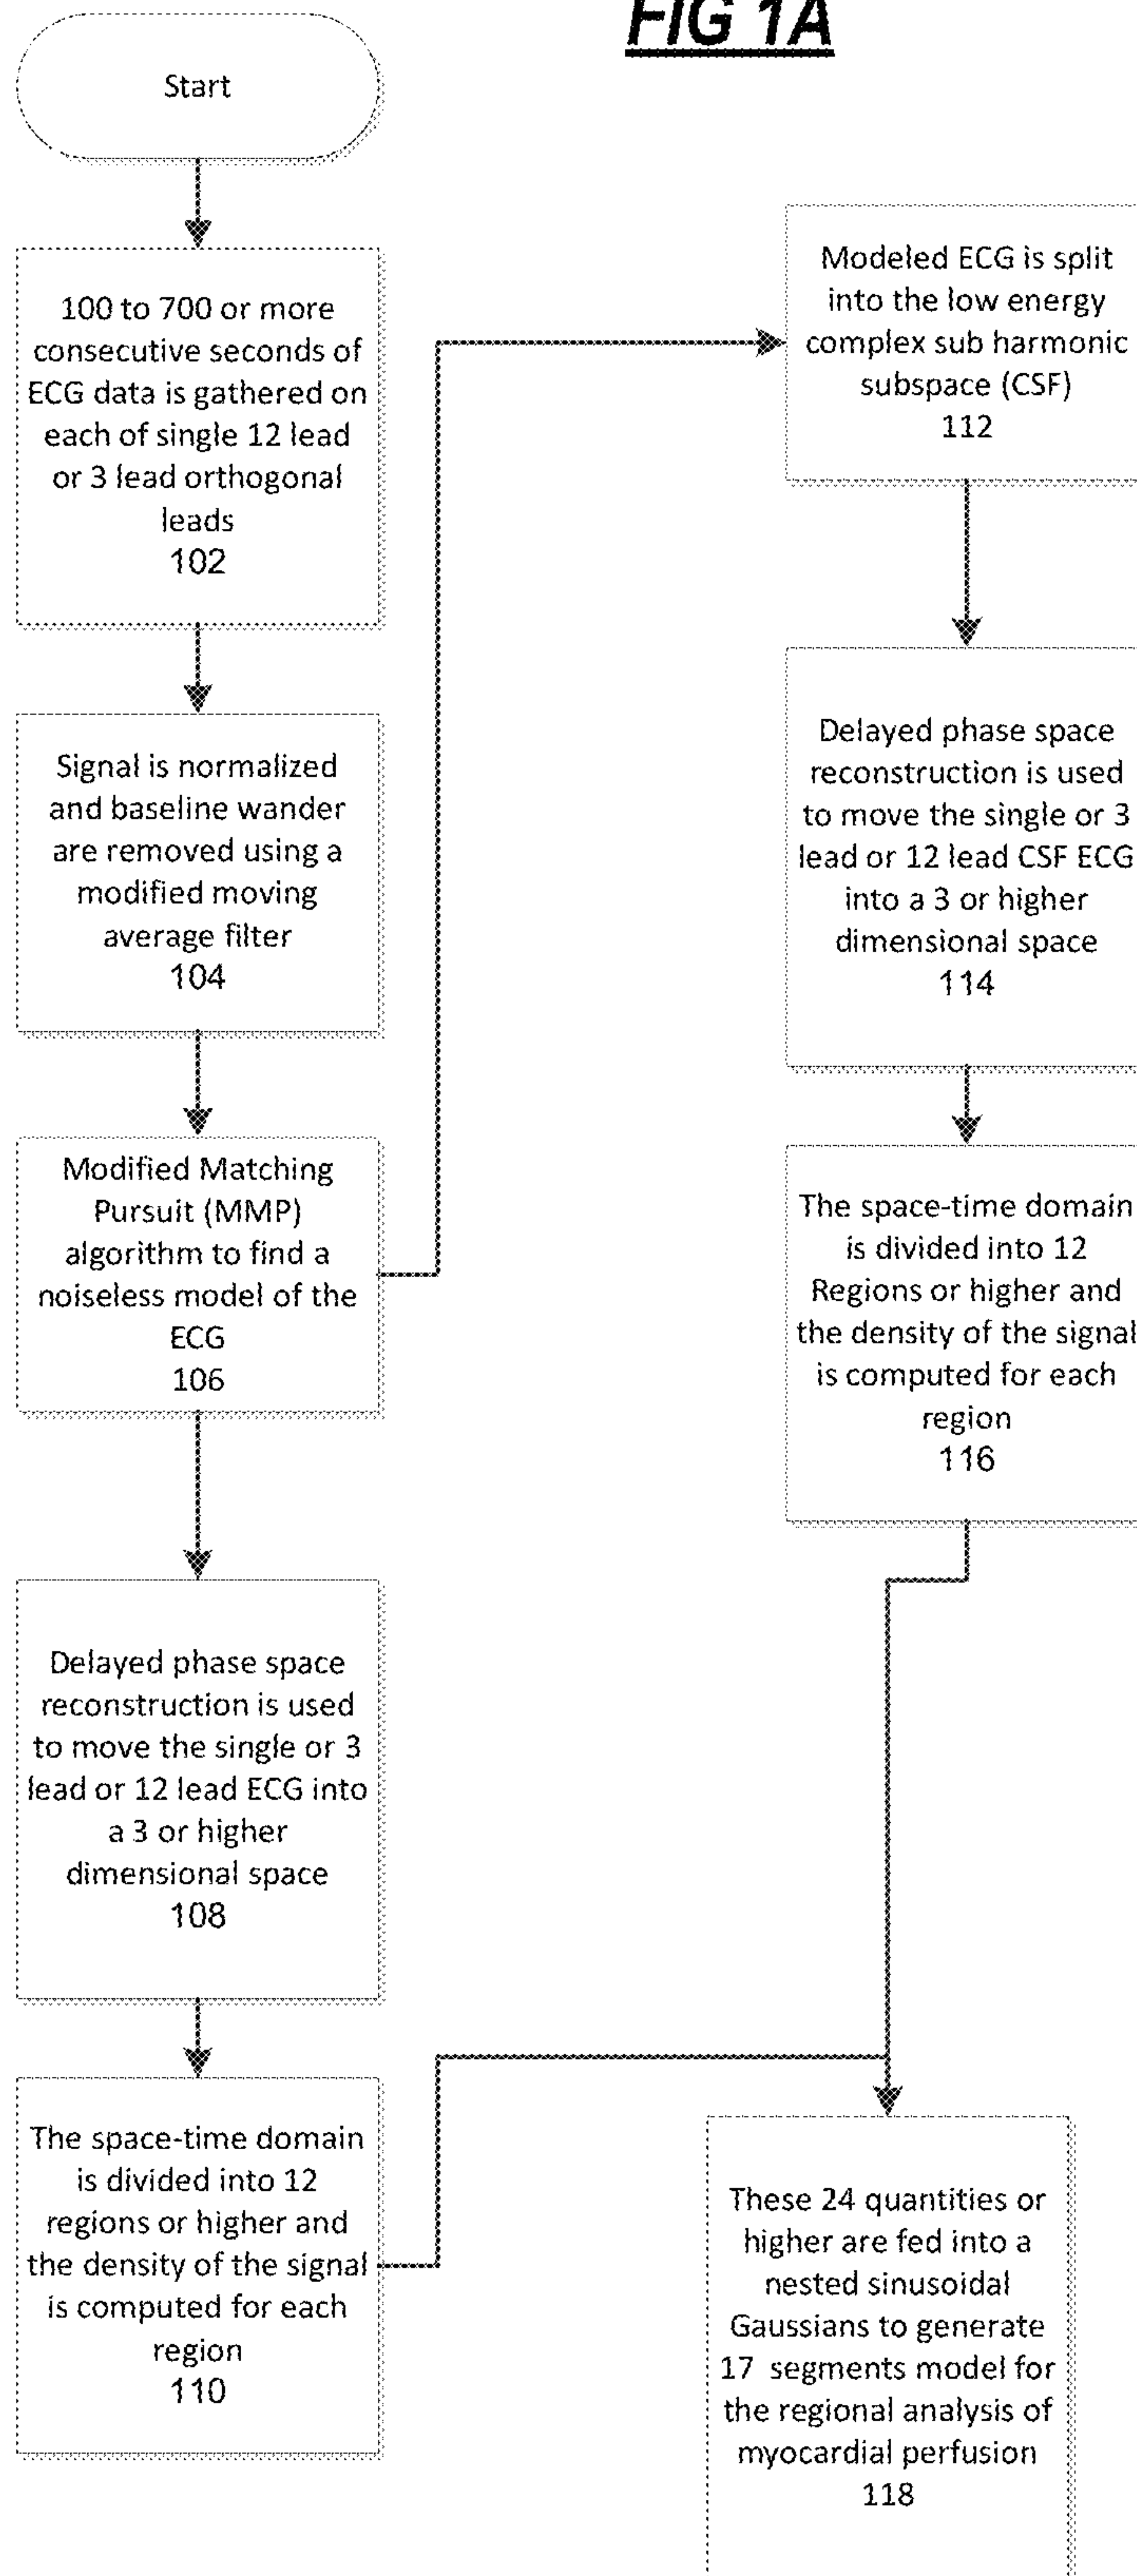 FIG 1A
Start
100 to 700 or more
consecutive seconds of
ECG data is gathered on
each of single 12 lead
or 3 lead orthogonal
leads
102
Signal is normalized
and baseline wander
are removed using a
modified moving
average filter
104
Modified Matching
Pursuit (MMP)
algorithm to find a
noiseless model of the
ECG
106
Delayed phase space
reconstruction is used
to move the single or 3
lead or 12 lead ECG into
a 3 or higher
dimensional space
108
The space-time domain
is divided into 12
regions or higher and
the density of the signal
is computed for each
region
110
Modeled ECG is split
into the low energy
complex sub harmonic
subspace (CSF)
112
Delayed phase space
reconstruction is used
to move the single or 3
lead or 12 lead CSF ECG
into a 3 or higher
dimensional space
114
The space-time domain
is divided into 12
Regions or higher and
the density of the signal
is computed for each
region
116
These 24 quantities or
higher are fed into a
nested sinusoidal
Gaussians to generate
17 segments model for
the regional analysis of
myocardial perfusion
118